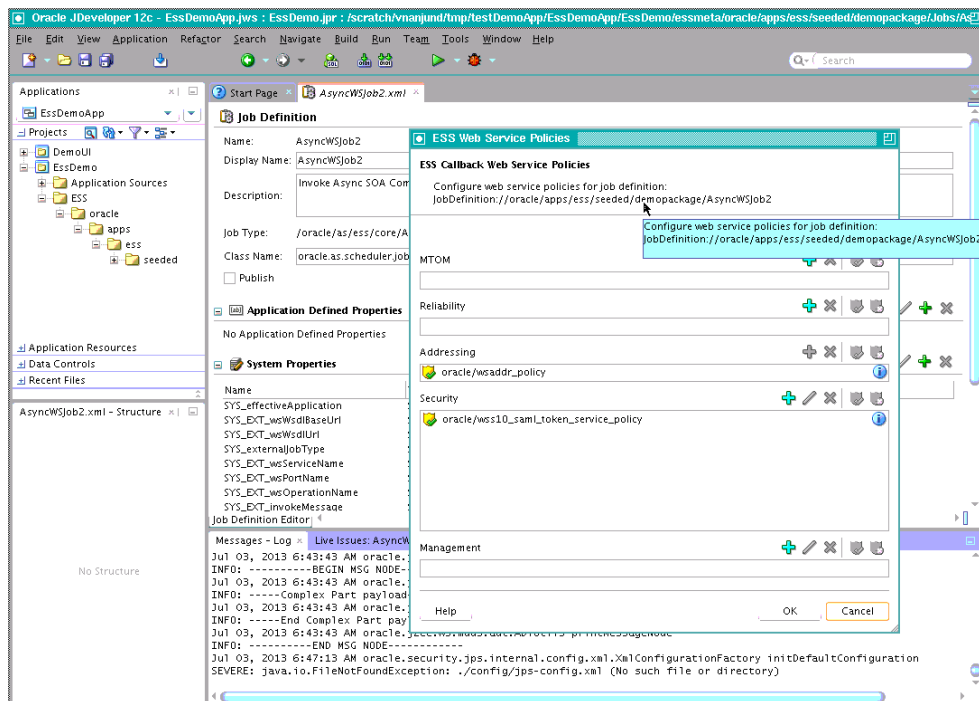 Oracle JDeveloper 12c - EssDemoApp.jws : EssDemo.jpr : /scratch/vnanjund/tmp/testDemoApp/EssDemoApp/EssDemo/essmeta/oracle/apps/ess/seeded/demopackage/Jobs/As
File Edit View Application Refactor Search Navigate Build Run Team Tools Window Help
Search
Applications
Start Page
AsyncWSJob2.xml
EssDemoApp
Projects
DemoUI
EssDemo
Application Sources
ESS
oracle
apps
ess
seeded
Application Resources
Data Controls
Recent Files
AsyncWSJob2.xml - Structure
No Structure
Job Definition
Name: AsyncWSJob2
Display Name: AsyncWSJob2
Description: Invoke Async SOA Com
Job Type: /oracle/as/ess/core/A
Class Name: oracle.as.scheduler.job
Publish
Application Defined Properties
No Application Defined Properties
System Properties
Name
SYS_effectiveApplication
SYS_EXT_wsWsdlBaseUrl
SYS_EXT_wsWsdlUrl
SYS_externalJobType
SYS_EXT_wsServiceName
SYS_EXT_wsPortName
SYS_EXT_wsOperationName
SYS_EXT_invokeMessage
Job Definition Editor
ESS Web Service Policies
ESS Callback Web Service Policies
Configure web service policies for job definition:
JobDefinition://oracle/apps/ess/seeded/demopackage/AsyncWSJob2
Configure web service policies for job definition:
JobDefinition://oracle/apps/ess/seeded/demopackage/AsyncWSJob2
MTOM
Reliability
Addressing
oracle/wsaddr_policy
Security
oracle/wss10_saml_token_service_policy
Management
Help OK Cancel
Messages - Log
Live Issues: AsyncW
Jul 03, 2013 6:43:43 AM oracle.
INFO: ----------BEGIN MSG NODE-
Jul 03, 2013 6:43:43 AM oracle.
INFO: -----Complex Part payload
Jul 03, 2013 6:43:43 AM oracle.
INFO: -----End Complex Part pay
Jul 03, 2013 6:43:43 AM
INFO: ----------END MSG NODE------------
Jul 03, 2013 6:47:13 AM oracle.security.jps.internal.config.xml.XmlConfigurationFactory initDefaultConfiguration
SEVERE: java.io.FileNotFoundException: ./config/jps-config.xml (No such file or directory)